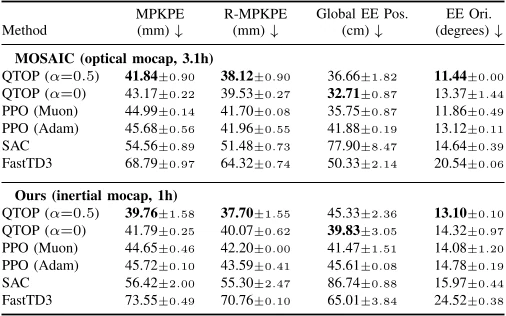 Method MPKPE (mm) ↓ R-MPKPE (mm) ↓ Global EE Pos. (cm) ↓ EE Ori. (degrees) ↓
MOSAIC (optical mocap, 3.1h)
QTOP (α=0.5) 41.84±0.90 38.12±0.90 36.66±1.82 11.44±0.00
QTOP (α=0) 43.17±0.22 39.53±0.27 32.71±0.87 13.37±1.44
PPO (Muon) 44.99±0.14 41.70±0.08 35.75±0.87 11.86±0.49
PPO (Adam) 45.68±0.56 41.96±0.55 41.88±0.19 13.12±0.11
SAC 54.56±0.89 51.48±0.73 77.90±8.47 14.64±0.39
FastTD3 68.79±0.97 64.32±0.74 50.33±2.14 20.54±0.06
Ours (inertial mocap, 1h)
QTOP (α=0.5) 39.76±1.58 37.70±1.55 45.33±2.36 13.10±0.10
QTOP (α=0) 41.79±0.25 40.07±0.62 39.83±3.05 14.32±0.97
PPO (Muon) 44.65±0.46 42.20±0.00 41.47±1.51 14.08±1.20
PPO (Adam) 45.72±0.10 43.59±0.41 45.61±0.08 14.78±0.19
SAC 56.42±2.00 55.30±2.47 86.74±0.88 15.97±0.44
FastTD3 73.55±0.49 70.76±0.10 65.01±3.84 24.52±0.38